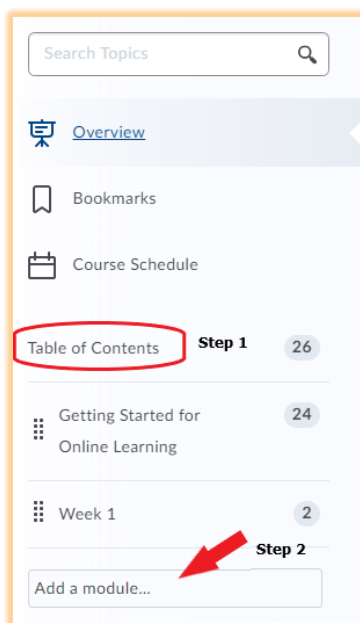 Search Topics
Overview
Bookmarks
Course Schedule
Table of Contents Step 1 26
Getting Started for 24
Online Learning
Week 1 2
Step 2
Add a module...